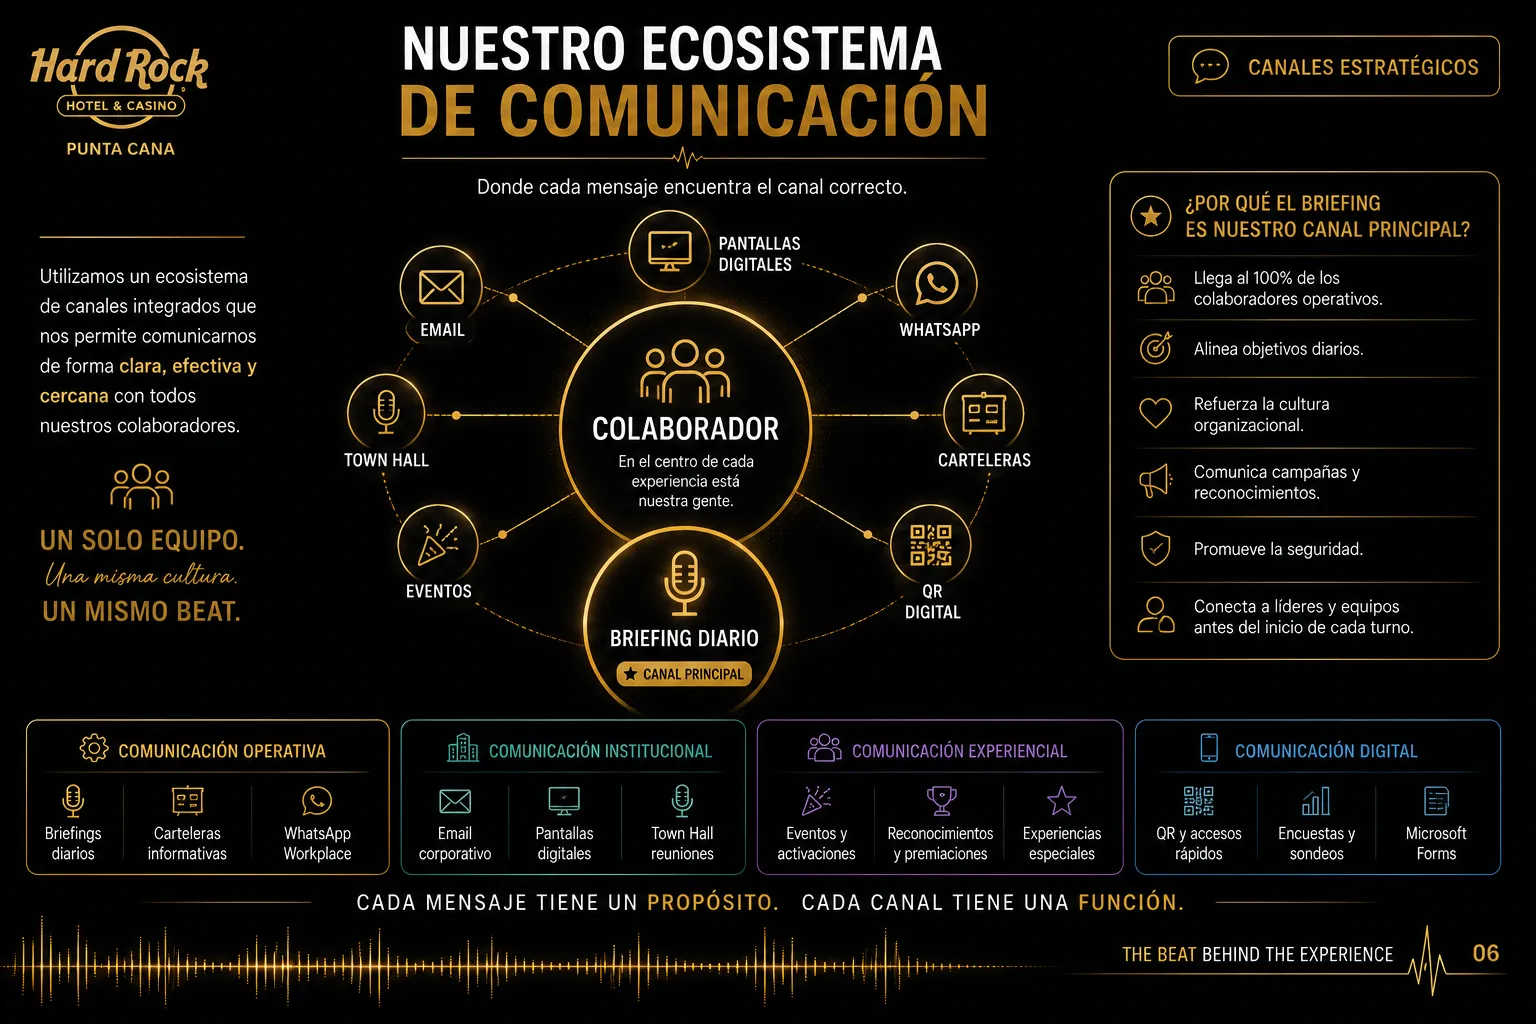 Hard Rock
HOTEL & CASINO
PUNTA CANA
NUESTRO ECOSISTEMA
DE COMUNICACIÓN
Donde cada mensaje encuentra el canal correcto.
CANALES ESTRATÉGICOS
Utilizamos un ecosistema
de canales integrados que
nos permite comunicarnos
de forma clara, efectiva y
cercana con todos
nuestros colaboradores.
UN SOLO EQUIPO.
Una misma cultura.
UN MISMO BEAT.
PANTALLAS
DIGITALES
EMAIL
WHATSAPP
TOWN HALL
CARTELERAS
EVENTOS
QR
DIGITAL
COLABORADOR
En el centro de cada
experiencia está
nuestra gente.
BRIEFING DIARIO
★ CANAL PRINCIPAL
¿POR QUÉ EL BRIEFING
ES NUESTRO CANAL PRINCIPAL?
Llega al 100% de los
colaboradores operativos.
Alinea objetivos diarios.
Refuerza la cultura
organizacional.
Comunica campañas y
reconocimientos.
Promueve la seguridad.
Conecta a líderes y equipos
antes del inicio de cada turno.
COMUNICACIÓN OPERATIVA
Briefings
diarios
Carteleras
informativas
WhatsApp
Workplace
COMUNICACIÓN INSTITUCIONAL
Email
corporativo
Pantallas
digitales
Town Hall
reuniones
COMUNICACIÓN EXPERIENCIAL
Eventos y
activaciones
Reconocimientos
y premiaciones
Experiencias
especiales
COMUNICACIÓN DIGITAL
QR y accesos
rápidos
Encuestas y
sondeos
Microsoft
Forms
CADA MENSAJE TIENE UN PROPÓSITO. CADA CANAL TIENE UNA FUNCIÓN.
THE BEAT BEHIND THE EXPERIENCE
06